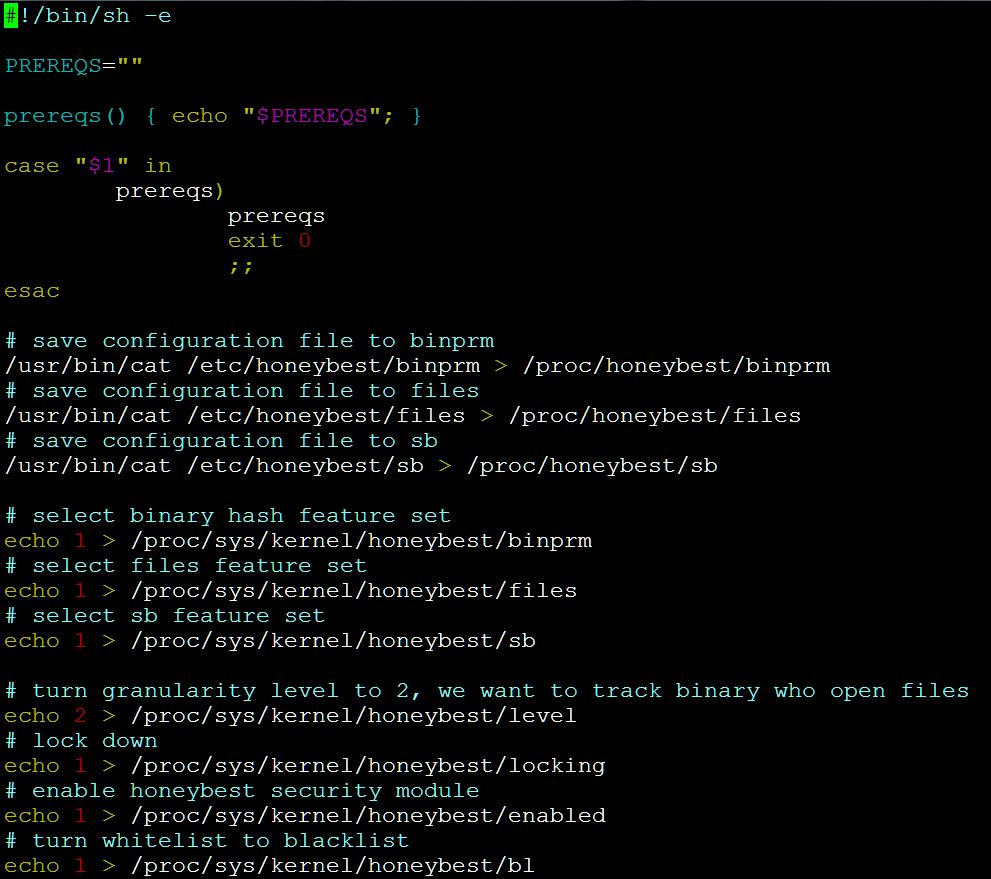 #!/bin/sh -e
PREREQS=""
prereqs() { echo "$PREREQS"; }
case "$1" in
prereqs)
prereqs
exit 0
;;
esac
# save configuration file to binprm
/usr/bin/cat /etc/honeybest/binprm > /proc/honeybest/binprm
# save configuration file to files
/usr/bin/cat /etc/honeybest/files > /proc/honeybest/files
# save configuration file to sb
/usr/bin/cat /etc/honeybest/sb > /proc/honeybest/sb
# select binary hash feature set
echo 1 > /proc/sys/kernel/honeybest/binprm
# select files feature set
echo 1 > /proc/sys/kernel/honeybest/files
# select sb feature set
echo 1 > /proc/sys/kernel/honeybest/sb
# turn granularity level to 2, we want to track binary who open files
echo 2 > /proc/sys/kernel/honeybest/level
# lock down
echo 1 > /proc/sys/kernel/honeybest/locking
# enable honeybest security module
echo 1 > /proc/sys/kernel/honeybest/enabled
# turn whitelist to blacklist
echo 1 > /proc/sys/kernel/honeybest/bl